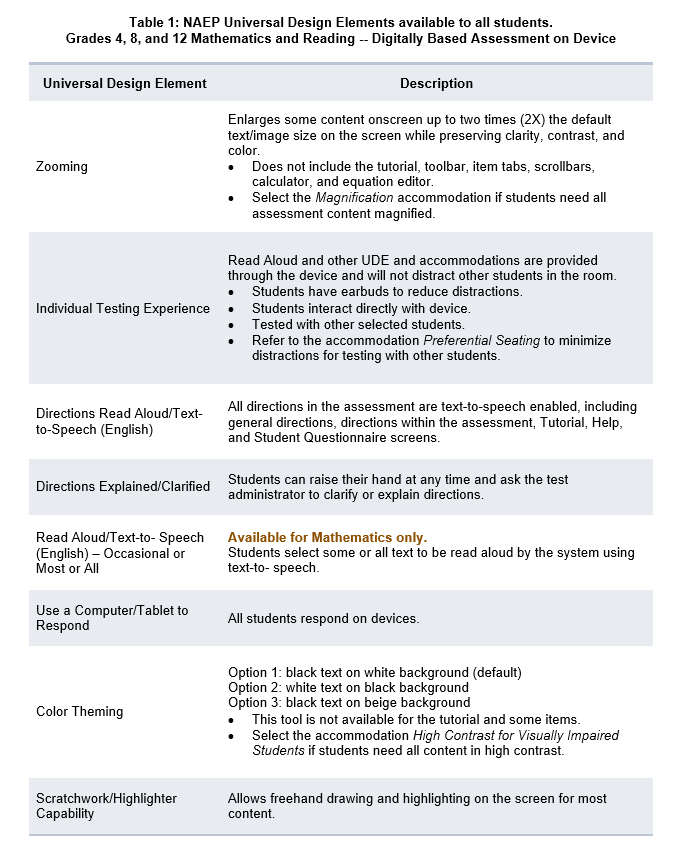 Table 1: NAEP Universal Design Elements available to all students.
Grades 4, 8, and 12 Mathematics and Reading -- Digitally Based Assessment on Device
Universal Design Element
Description
Zooming
Enlarges some content onscreen up to two times (2X) the default
text/image size on the screen while preserving clarity, contrast, and
color.
• Does not include the tutorial, toolbar, item tabs, scrollbars,
calculator, and equation editor.
• Select the Magnification accommodation if students need all
assessment content magnified.
Individual Testing Experience
Read Aloud and other UDE and accommodations are provided
through the device and will not distract other students in the room.
• Students have earbuds to reduce distractions.
• Students interact directly with device.
• Tested with other selected students.
• Refer to the accommodation Preferential Seating to minimize
distractions for testing with other students.
Directions Read Aloud/Text-
to-Speech (English)
All directions in the assessment are text-to-speech enabled, including
general directions, directions within the assessment, Tutorial, Help,
and Student Questionnaire screens.
Directions Explained/Clarified
Students can raise their hand at any time and ask the test
administrator to clarify or explain directions.
Read Aloud/Text-to- Speech
(English) – Occasional or
Most or All
Available for Mathematics only.
Students select some or all text to be read aloud by the system using
text-to- speech.
Use a Computer/Tablet to
Respond
All students respond on devices.
Color Theming
Option 1: black text on white background (default)
Option 2: white text on black background
Option 3: black text on beige background
• This tool is not available for the tutorial and some items.
• Select the accommodation High Contrast for Visually Impaired
Students if students need all content in high contrast.
Scratchwork/Highlighter
Capability
Allows freehand drawing and highlighting on the screen for most
content.